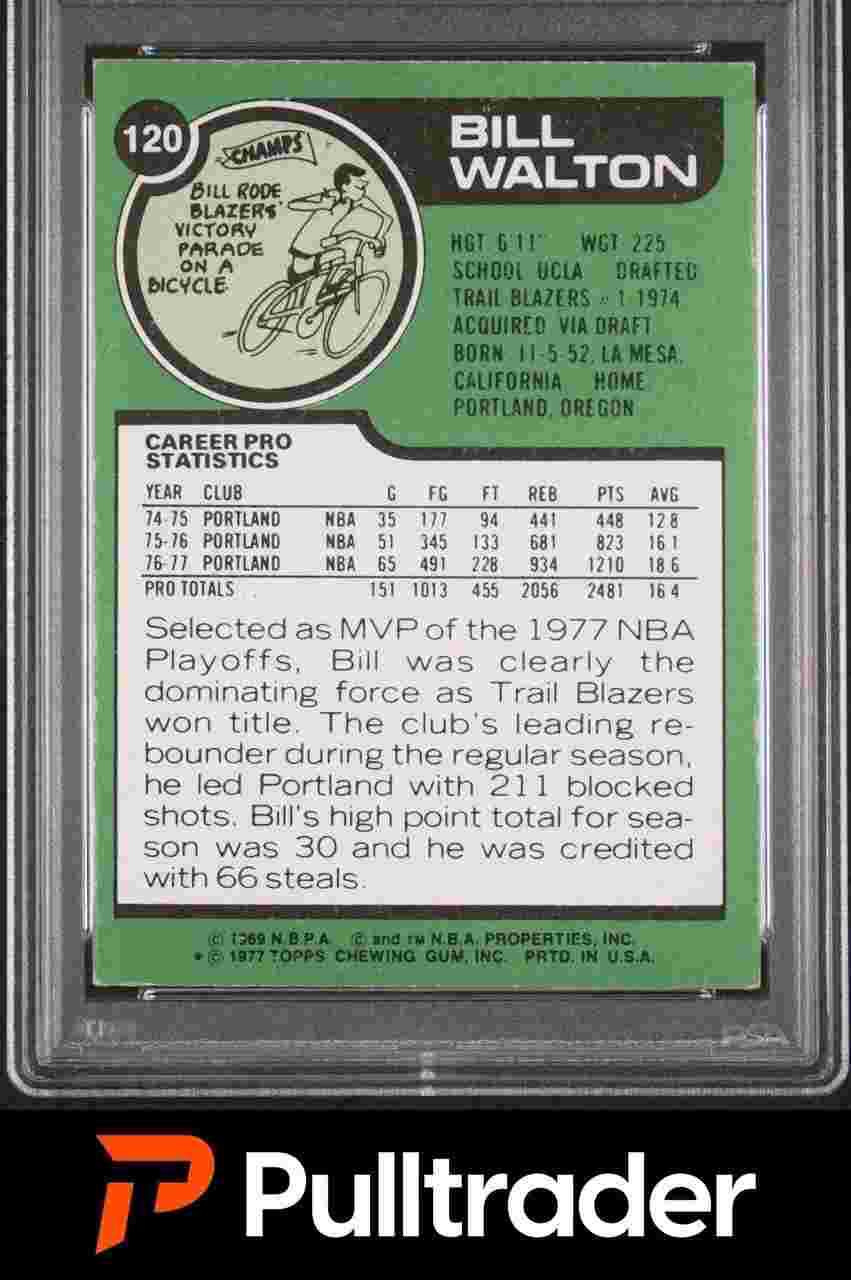 120
CHAMPS
BILL RODE
BLAZERS'
VICTORY
PARADE
ON A
BICYCLE
BILL
WALTON
HGT 6'11" WGT 225
SCHOOL UCLA DRAFTED
TRAIL BLAZERS 1 1974
ACQUIRED VIA DRAFT
BORN 11-5-52, LA MESA,
CALIFORNIA HOME
PORTLAND, OREGON
CAREER PRO
STATISTICS
YEAR CLUB G FG FT REB PTS AVG
74-75 PORTLAND NBA 35 177 94 441 448 12.8
75-76 PORTLAND NBA 51 345 133 681 823 16.1
76-77 PORTLAND NBA 65 491 228 934 1210 18.6
PRO TOTALS 151 1013 455 2056 2481 16.4
Selected as MVP of the 1977 NBA
Playoffs, Bill was clearly the
dominating force as Trail Blazers
won title. The club's leading re-
bounder during the regular season,
he led Portland with 211 blocked
shots. Bill's high point total for sea-
son was 30 and he was credited
with 66 steals.
© 1969 N.B.P.A. © and TM N.B.A. PROPERTIES, INC.
* © 1977 TOPPS CHEWING GUM, INC. PRTD. IN U.S.A.
Pulltrader